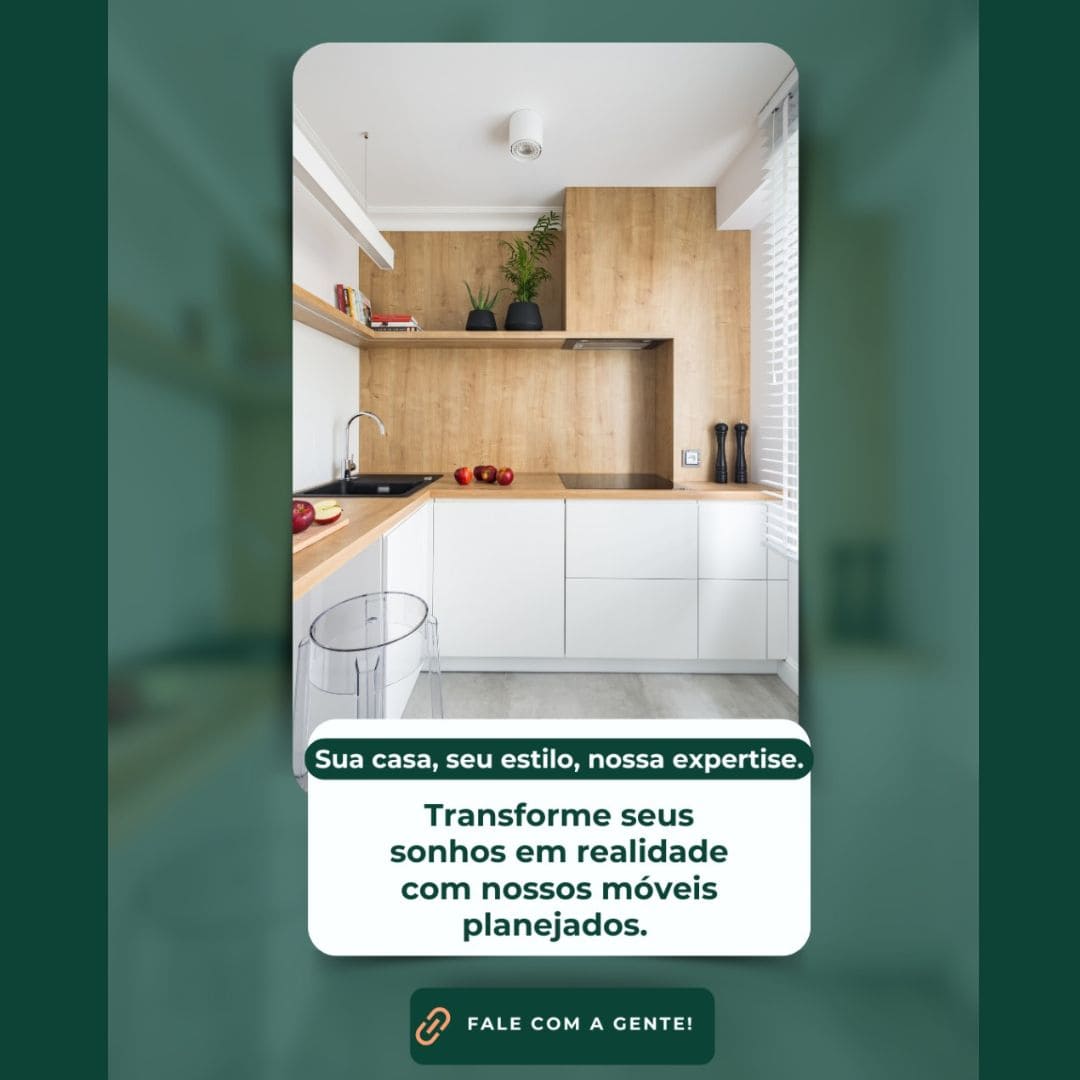 Sua casa, seu estilo, nossa expertise.
Transforme seus
sonhos em realidade
com nossos móveis
planejados.
FALE COM A GENTE!